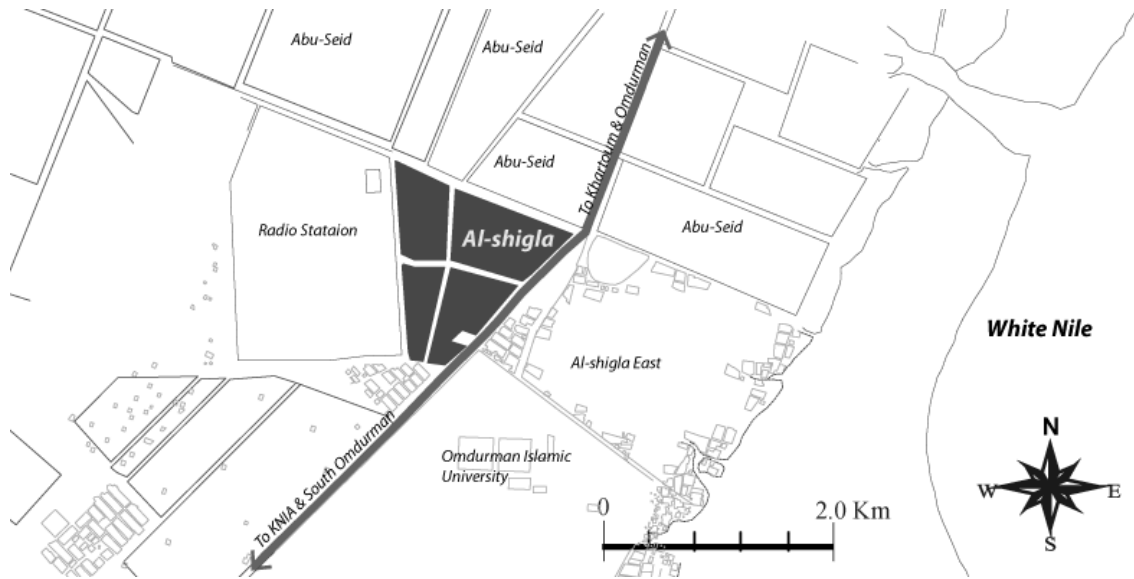 Abu-Seid
Abu-Seid
To Khartoum & Omdurman
Abu-Seid
Radio Stataion
Al-shigla
Abu-Seid
White Nile
Al-shigla East
To KNIA & South Omdurman
Omdurman Islamic
University
N
W
E
S
0
2.0 Km